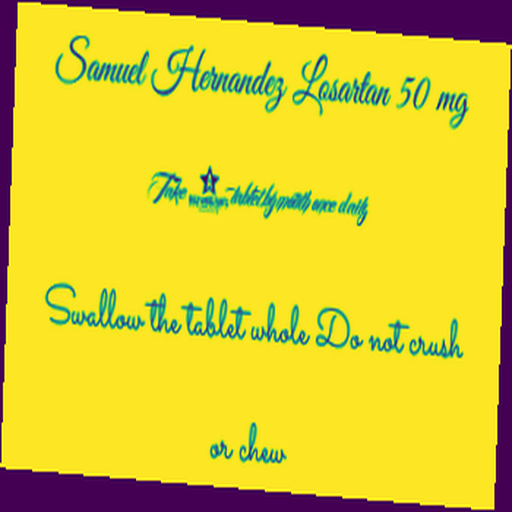 Samuel Hernandez Losartan 50 mg
Take tablet by mouth once daily
Swallow the tablet whole Do not crush
or chew